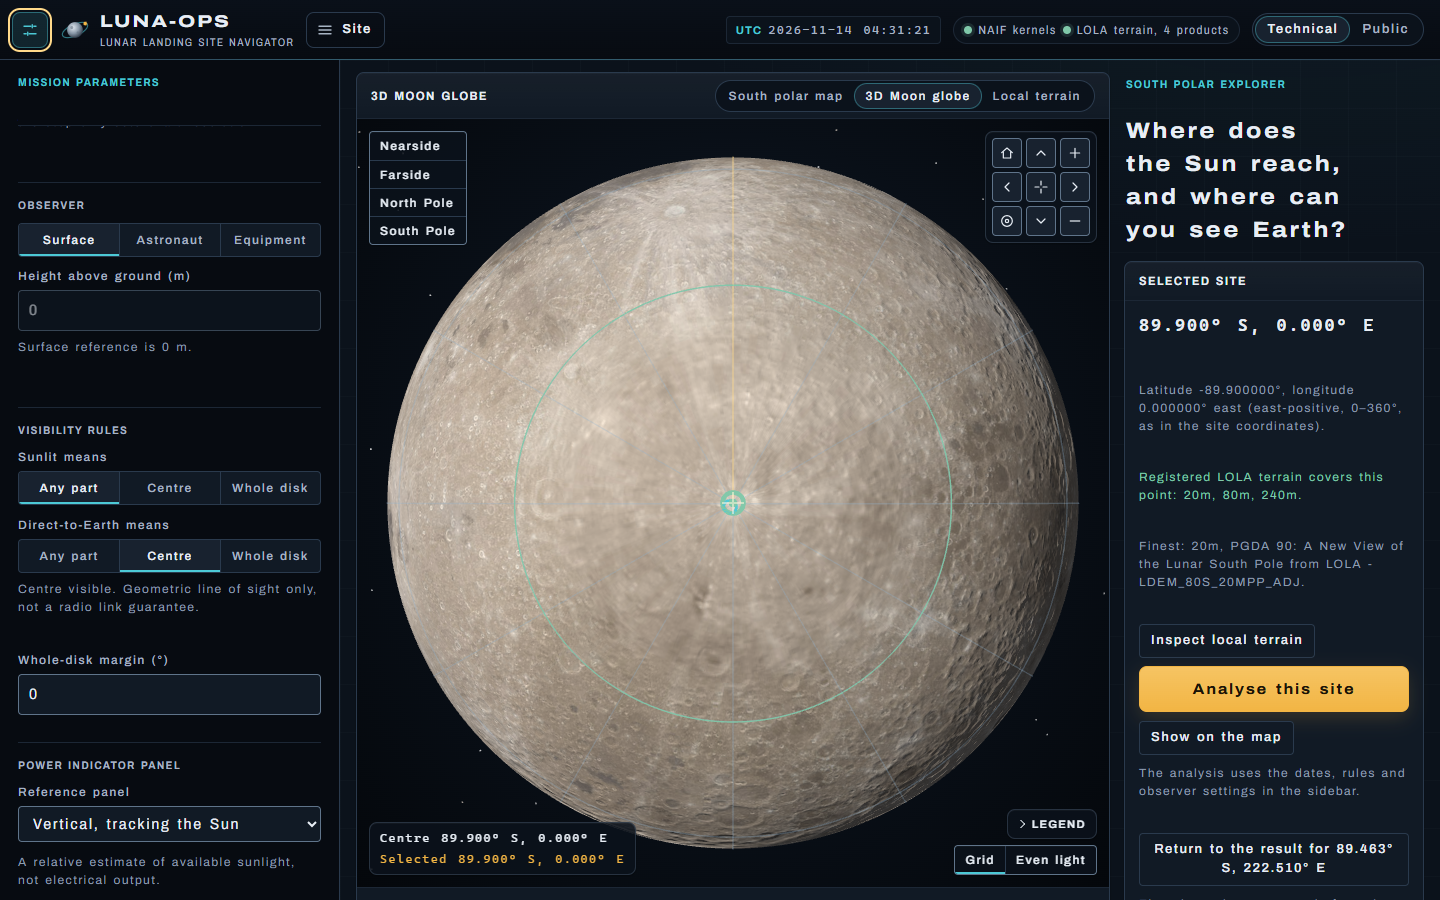 LUNA-OPS
LUNAR LANDING SITE NAVIGATOR
Site
UTC 2026-11-14 04:31:21
NAIF kernels
LOLA terrain, 4 products
Technical
Public
MISSION PARAMETERS
OBSERVER
Surface
Astronaut
Equipment
Height above ground (m)
0
Surface reference is 0 m.
VISIBILITY RULES
Sunlit means
Any part
Centre
Whole disk
Direct-to-Earth means
Any part
Centre
Whole disk
Centre visible. Geometric line of sight only,
not a radio link guarantee.
Whole-disk margin (°)
0
POWER INDICATOR PANEL
Reference panel
Vertical, tracking the Sun
A relative estimate of available sunlight,
not electrical output.
3D MOON GLOBE
South polar map
3D Moon globe
Local terrain
Nearside
Farside
North Pole
South Pole
Centre 89.900° S, 0.000° E
Selected 89.900° S, 0.000° E
LEGEND
Grid
Even light
SOUTH POLAR EXPLORER
Where does
the Sun reach,
and where can
you see Earth?
SELECTED SITE
89.900° S, 0.000° E
Latitude -89.900000°, longitude
0.000000° east (east-positive, 0–360°,
as in the site coordinates).
Registered LOLA terrain covers this
point: 20m, 80m, 240m.
Finest: 20m, PGDA 90: A New View of
the Lunar South Pole from LOLA -
LDEM_80S_20MPP_ADJ.
Inspect local terrain
Analyse this site
Show on the map
The analysis uses the dates, rules and
observer settings in the sidebar.
Return to the result for 89.463°
S, 222.510° E